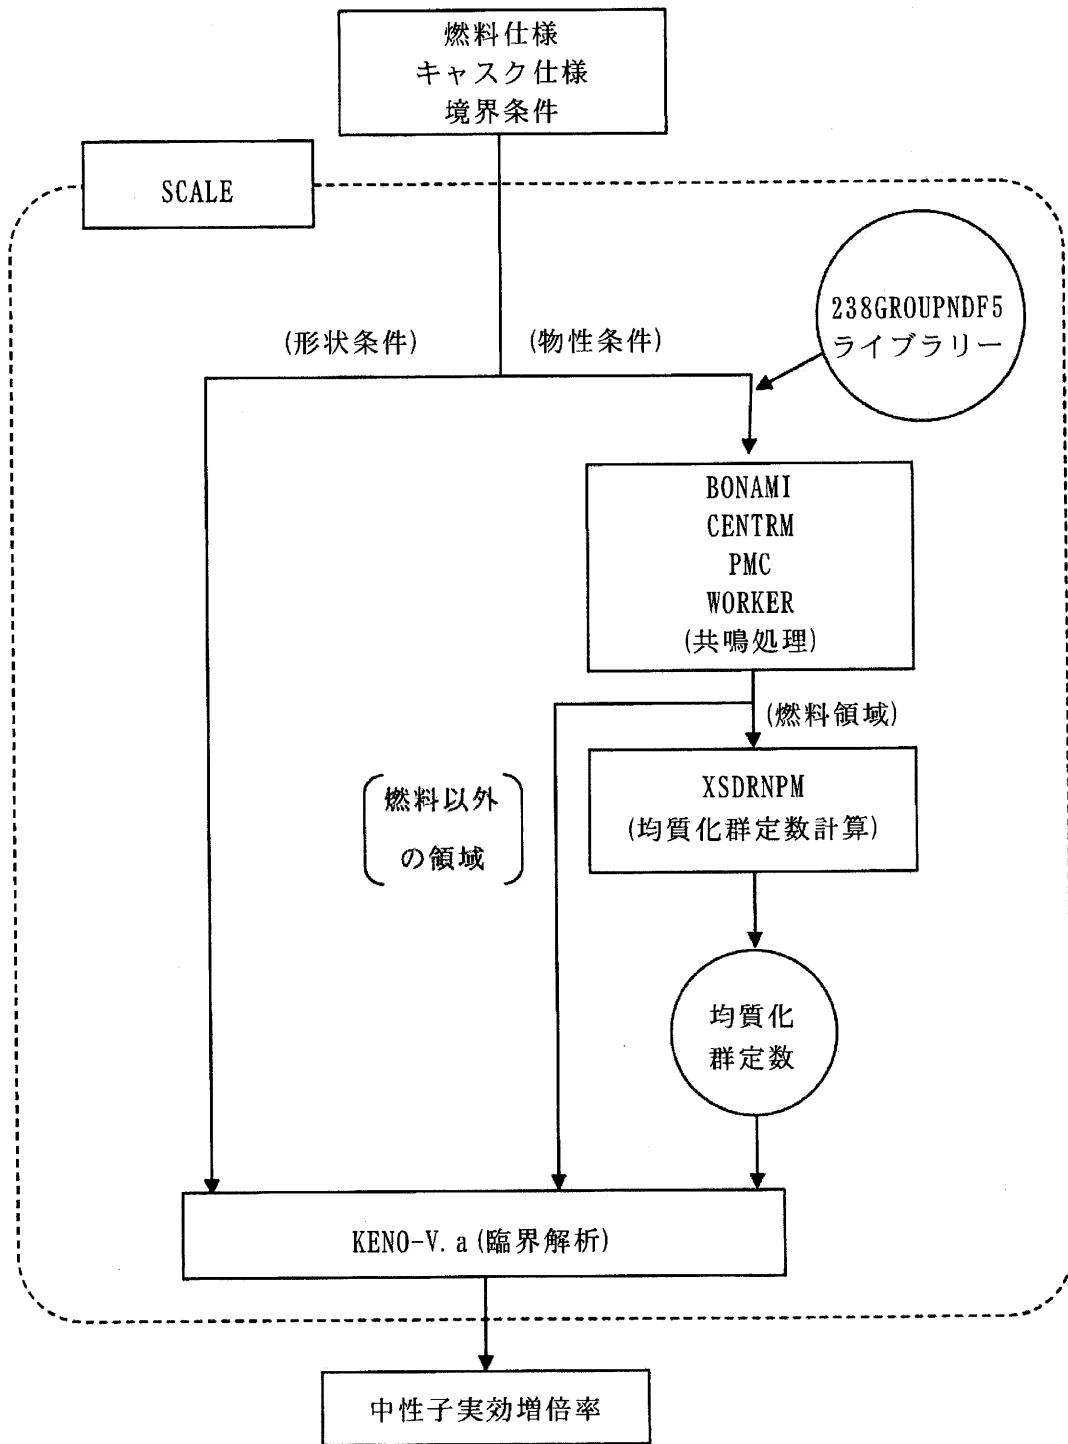 燃料仕様
キャスク仕様
境界条件
SCALE
238GROUPNDF5
ライブラリー
(形状条件)
(物性条件)
BONAMI
CENTRM
PMC
WORKER
(共鳴処理)
(燃料領域)
燃料以外
の領域
XSDRNPM
(均質化群定数計算)
均質化
群定数
KENO-V.a(臨界解析)
中性子実効増倍率